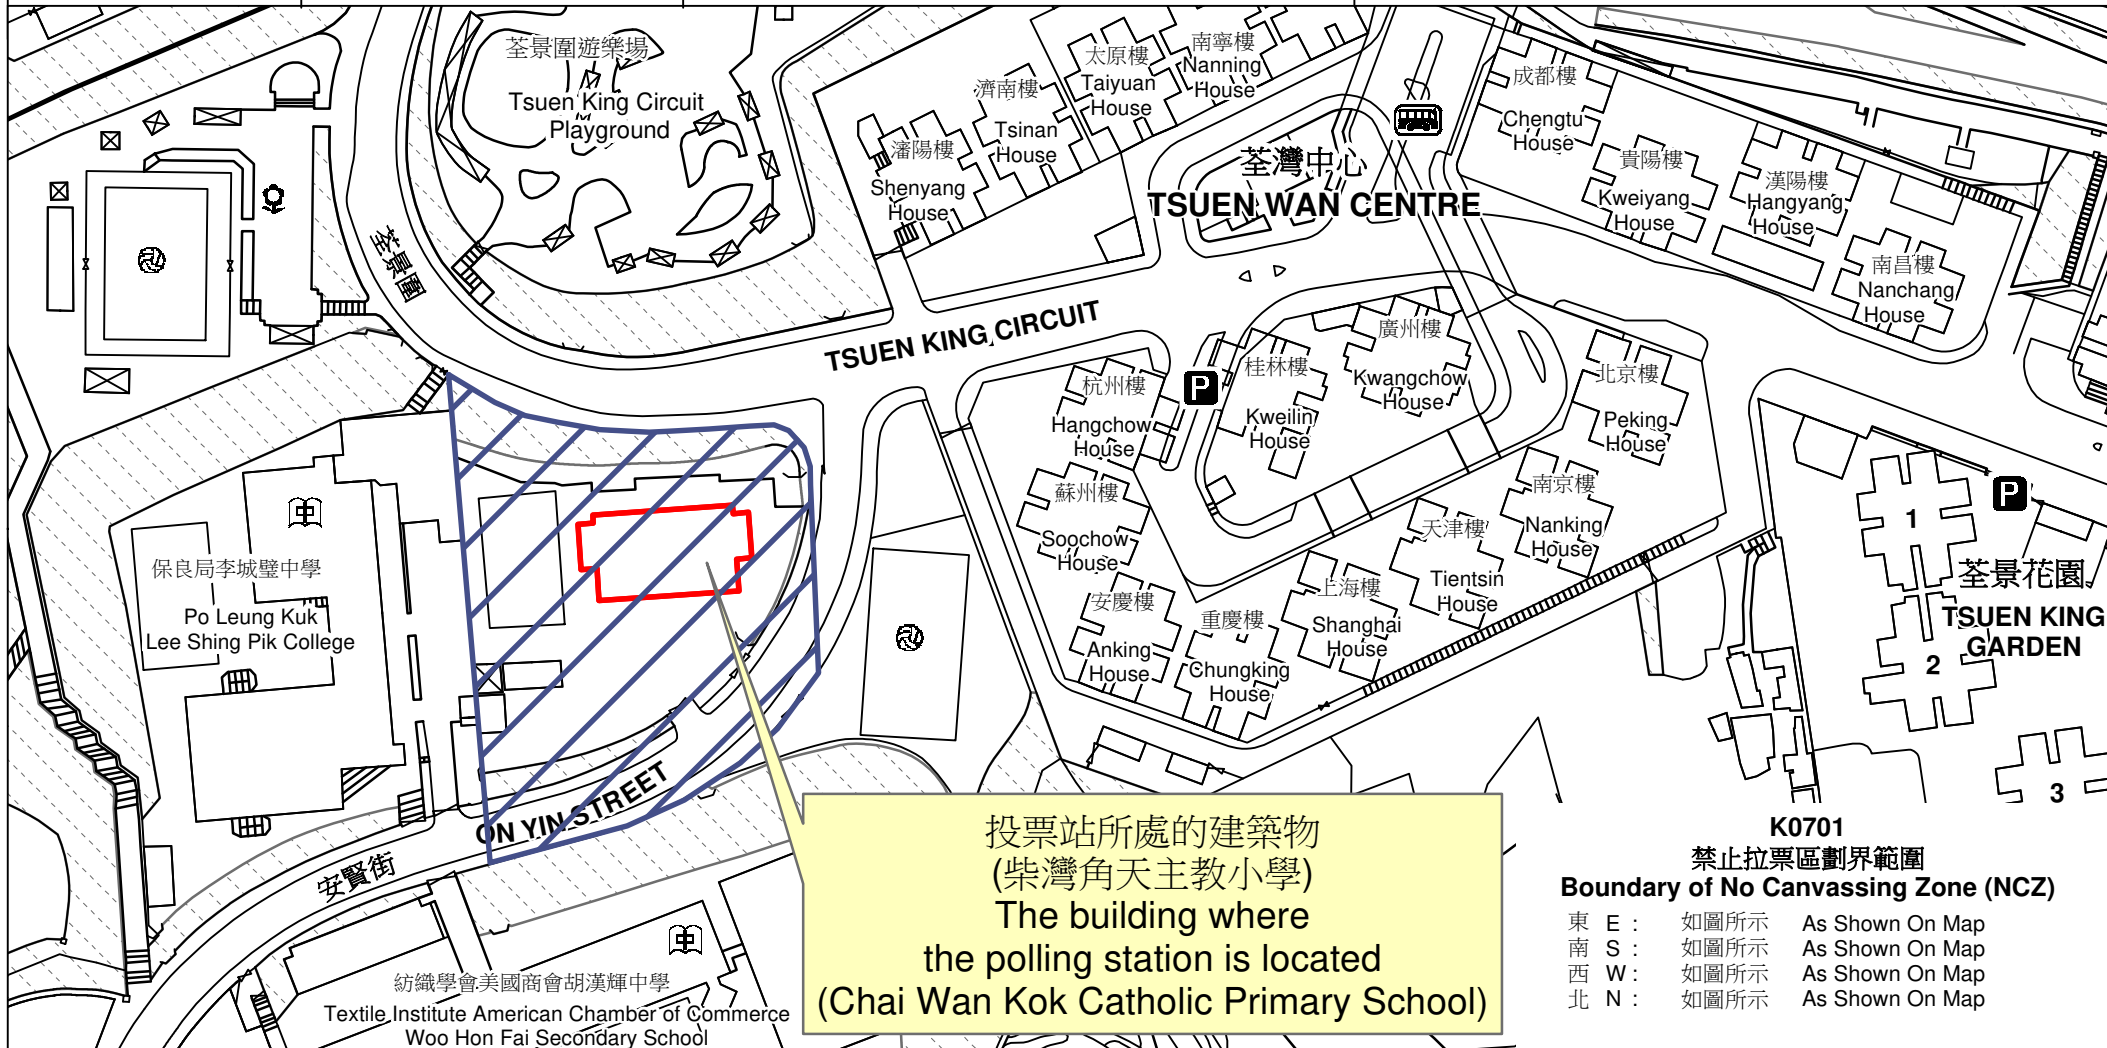 荃景圍遊樂場
Tsuen King Circuit
Playground
荃景圍
瀋陽樓
Shenyang
House
濟南樓
Tsinan
House
太原樓
Taiyuan
House
南寧樓
Nanning
House
荃灣中心
TSUEN WAN CENTRE
成都樓
Chengtu
House
貴陽樓
Kweiyang
House
漢陽樓
Hangyang
House
南昌樓
Nanchang
House
TSUEN KING CIRCUIT
杭州樓
Hangchow
House
P
桂林樓
Kweilin
House
廣州樓
Kwangchow
House
北京樓
Peking
House
蘇州樓
Soochow
House
南京樓
Nanking
House
天津樓
Tientsin
House
上海樓
Shanghai
House
安慶樓
Anking
House
重慶樓
Chungking
House
P
1
荃景花園
TSUEN KING
GARDEN
2
3
中
保良局李城璧中學
Po Leung Kuk
Lee Shing Pik College
ON YIN STREET
安賢街
中
紡織學會美國商會胡漢輝中學
Textile Institute American Chamber of Commerce
Woo Hon Fai Secondary School
投票站所處的建築物
(柴灣角天主教小學)
The building where
the polling station is located
(Chai Wan Kok Catholic Primary School)
K0701
禁止拉票區劃界範圍
Boundary of No Canvassing Zone (NCZ)
東 E : 如圖所示 As Shown On Map
南 S : 如圖所示 As Shown On Map
西 W : 如圖所示 As Shown On Map
北 N : 如圖所示 As Shown On Map